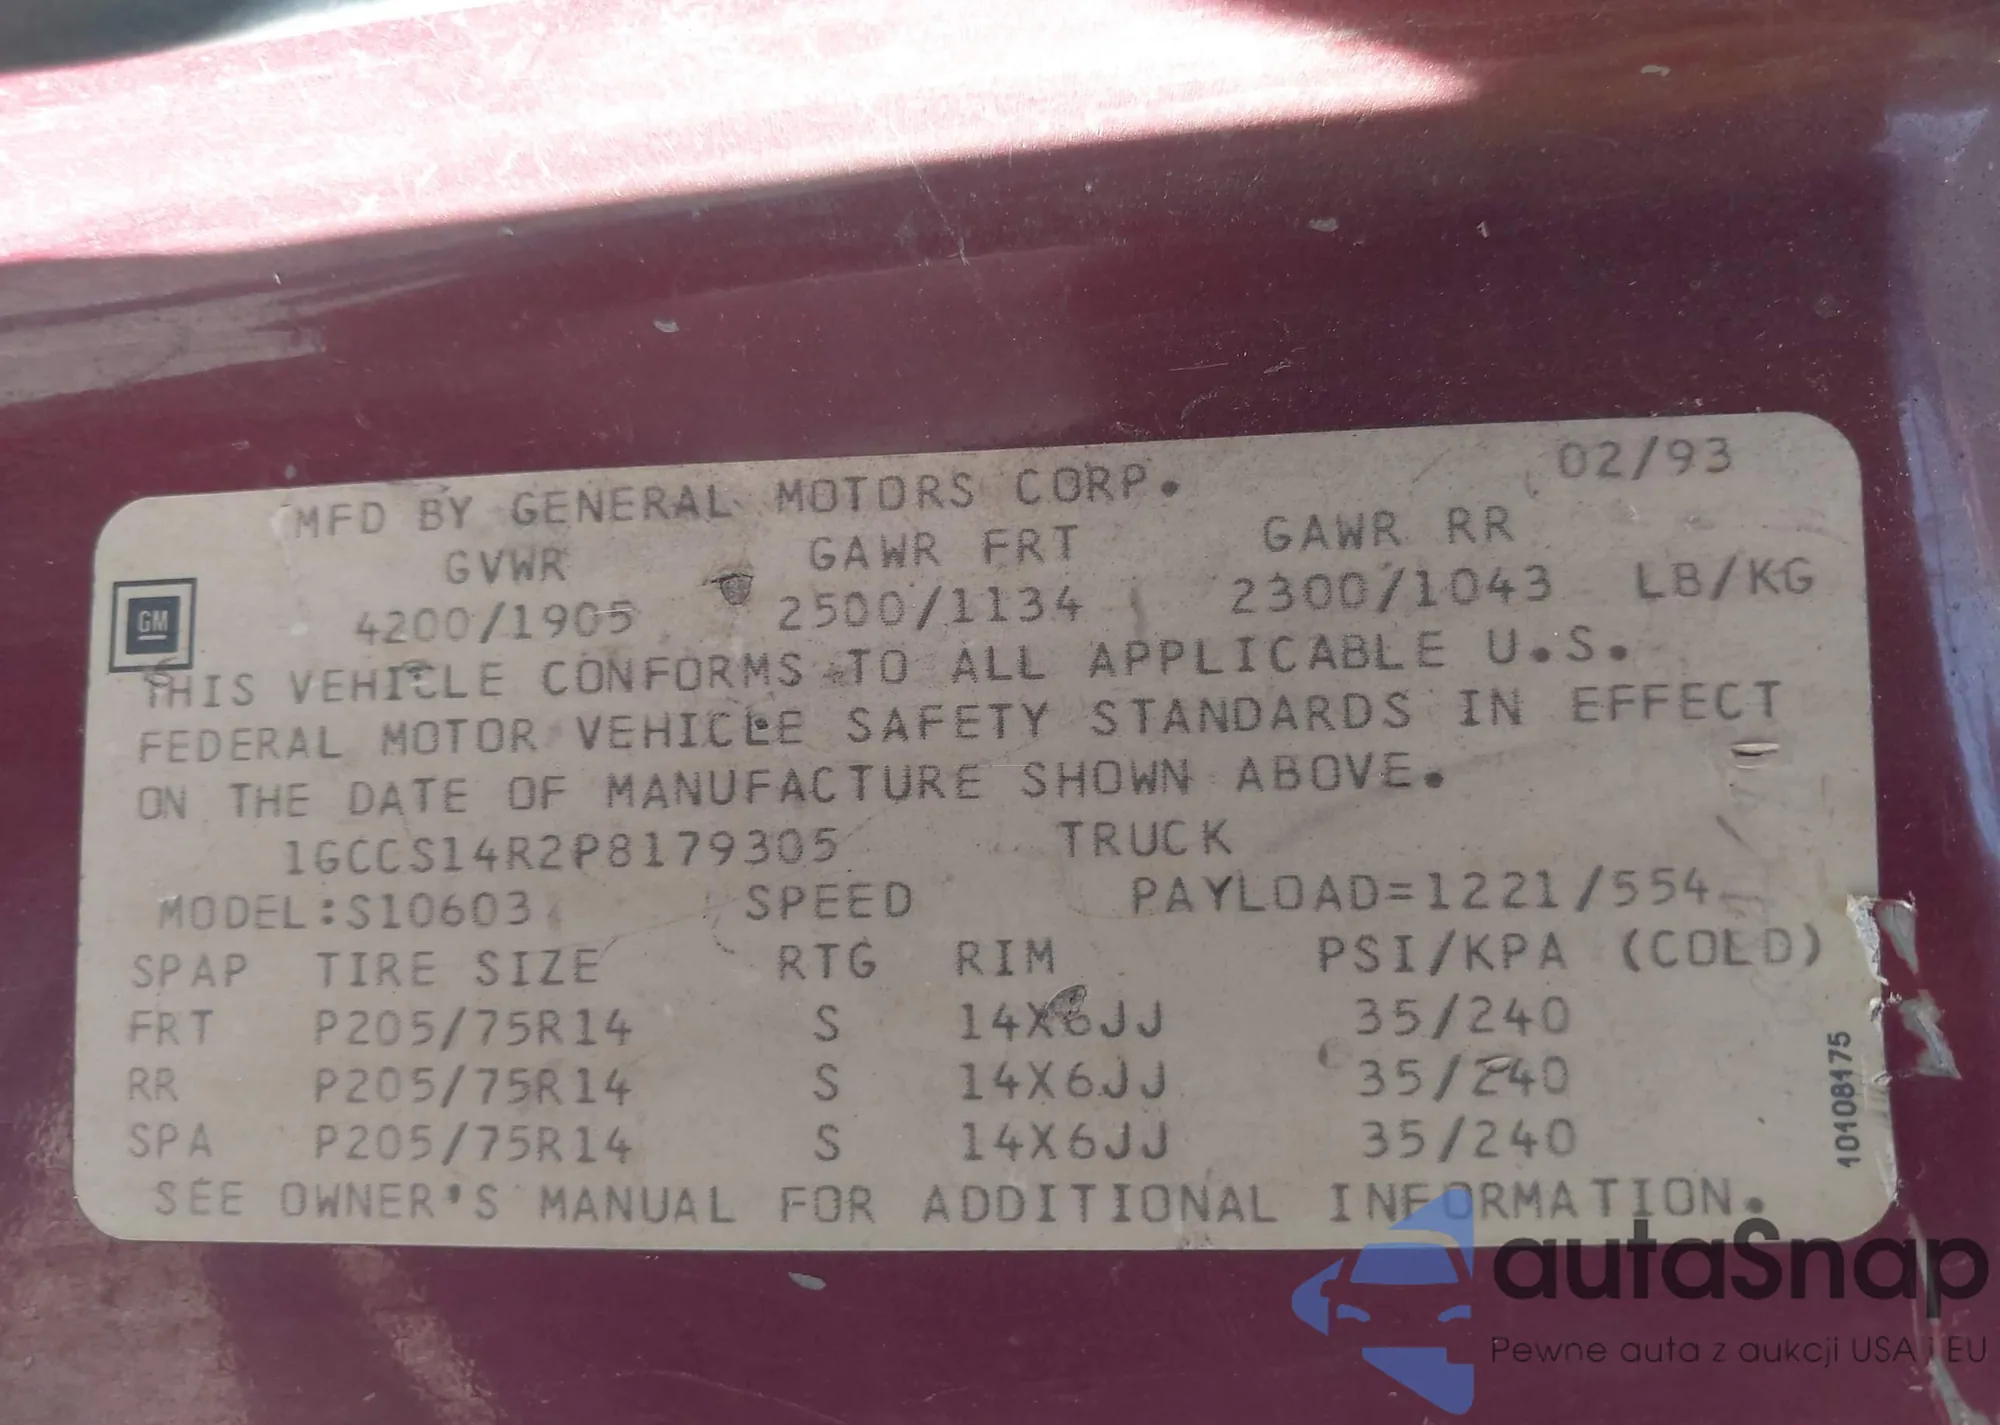 MFD BY GENERAL MOTORS CORP. 02/93
GVWR GAWR FRT GAWR RR
4200/1905 2500/1134 2300/1043 LB/KG
GM
THIS VEHICLE CONFORMS TO ALL APPLICABLE U.S.
FEDERAL MOTOR VEHICLE SAFETY STANDARDS IN EFFECT
ON THE DATE OF MANUFACTURE SHOWN ABOVE.
1GCCS14R2P8179305 TRUCK
MODEL:S10603 SPEED PAYLOAD=1221/554
SPAP TIRE SIZE RTG RIM PSI/KPA (COLD)
FRT P205/75R14 S 14X6JJ 35/240
RR P205/75R14 S 14X6JJ 35/240
SPA P205/75R14 S 14X6JJ 35/240
SEE OWNER'S MANUAL FOR ADDITIONAL INFORMATION.
10108175
autaSnap
Pewne auta z aukcji USA i EU